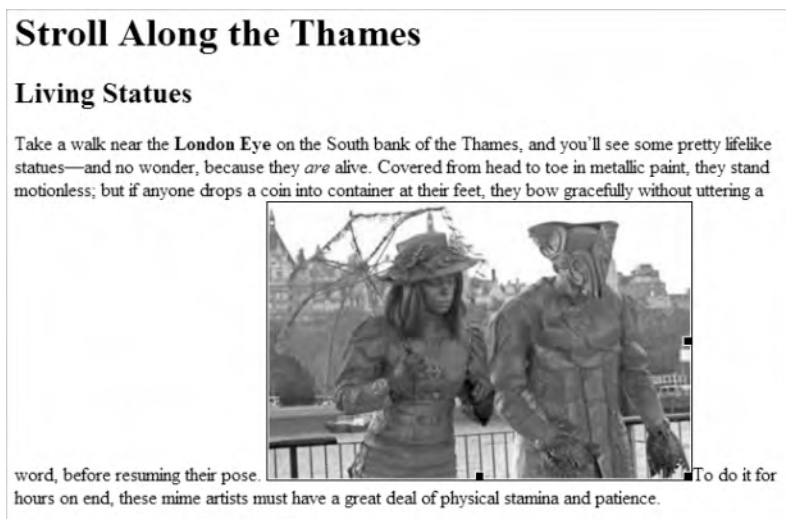 Stroll Along the Thames
Living Statues
Take a walk near the London Eye on the South bank of the Thames, and you'll see some pretty lifelike
statues—and no wonder, because they are alive. Covered from head to toe in metallic paint, they stand
motionless; but if anyone drops a coin into container at their feet, they bow gracefully without uttering a
word, before resuming their pose. To do it for
hours on end, these mime artists must have a great deal of physical stamina and patience.